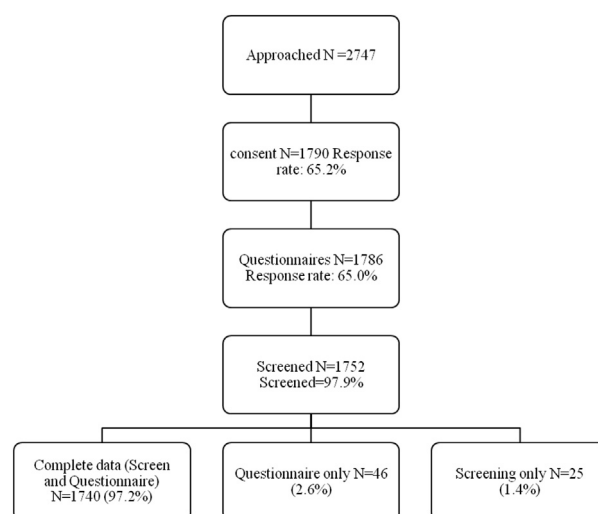 Approached N =2747
consent N=1790 Response
rate: 65.2%
Questionnaires N=1786
Response rate: 65.0%
Screened N=1752
Screened=97.9%
Complete data (Screen
and Questionnaire)
N=1740 (97.2%)
Questionnaire only N=46
(2.6%)
Screening only N=25
(1.4%)